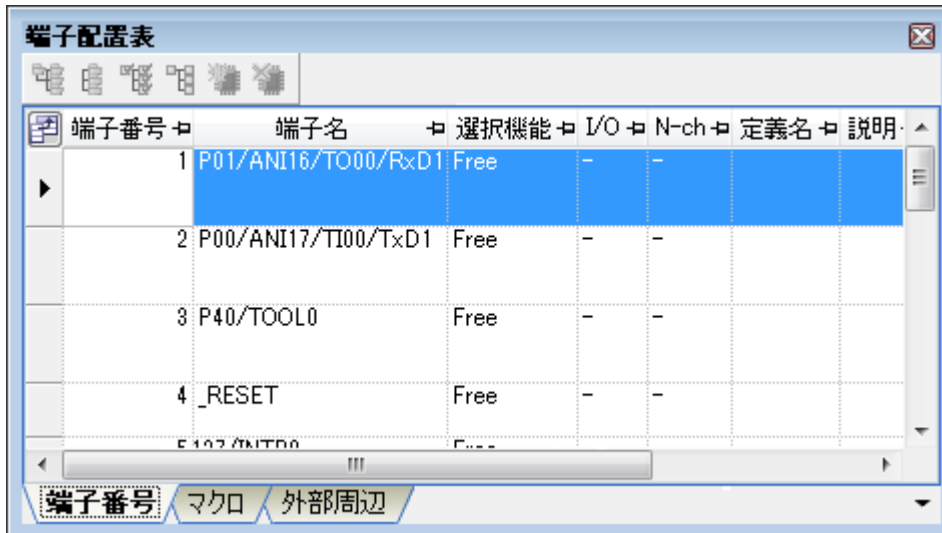 端子配置表
端子番号 端子名 選択機能 I/O N-ch 定義名 説明
1 P01/ANI16/TO00/RxD1 Free - -
2 P00/ANI17/TI00/TxD1 Free - -
3 P40/TOOL0 Free - -
4 _RESET Free - -
端子番号 マクロ 外部周辺